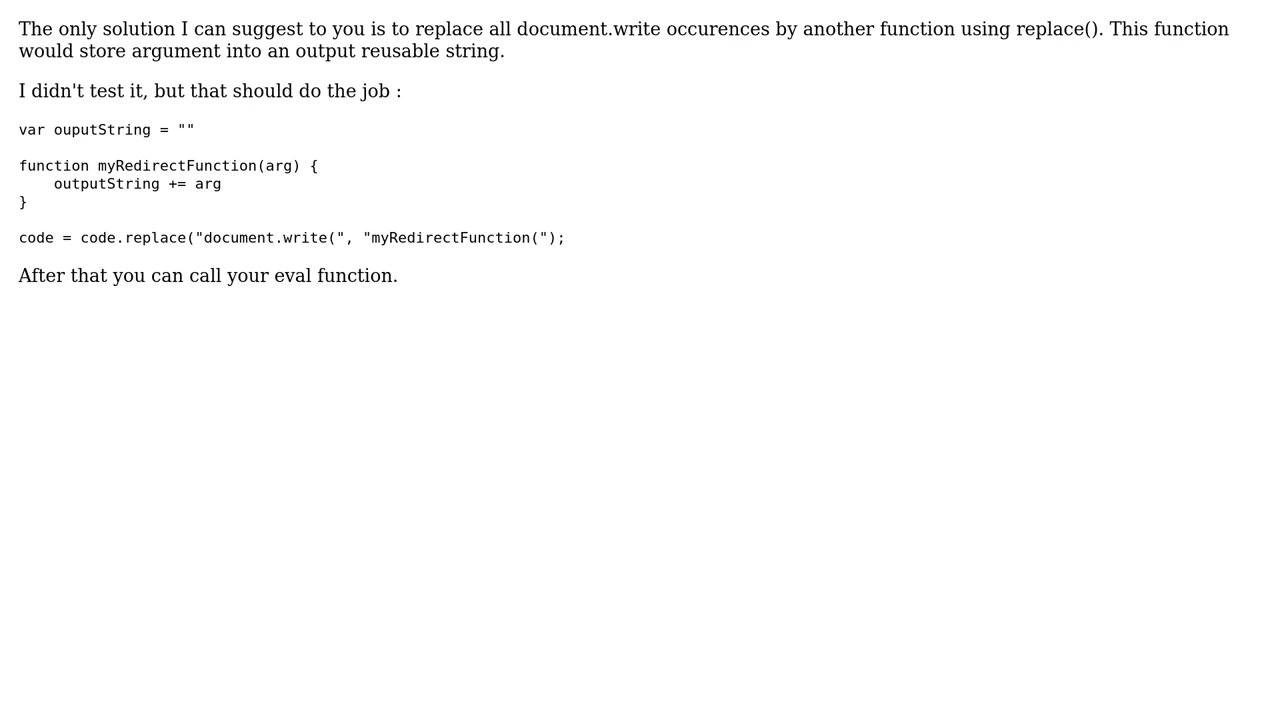 The only solution I can suggest to you is to replace all document.write occurences by another function using replace(). This function
would store argument into an output reusable string.
I didn't test it, but that should do the job :
var ouputString = ""
function myRedirectFunction(arg) {
    outputString += arg
}
code = code.replace("document.write(", "myRedirectFunction(");
After that you can call your eval function.